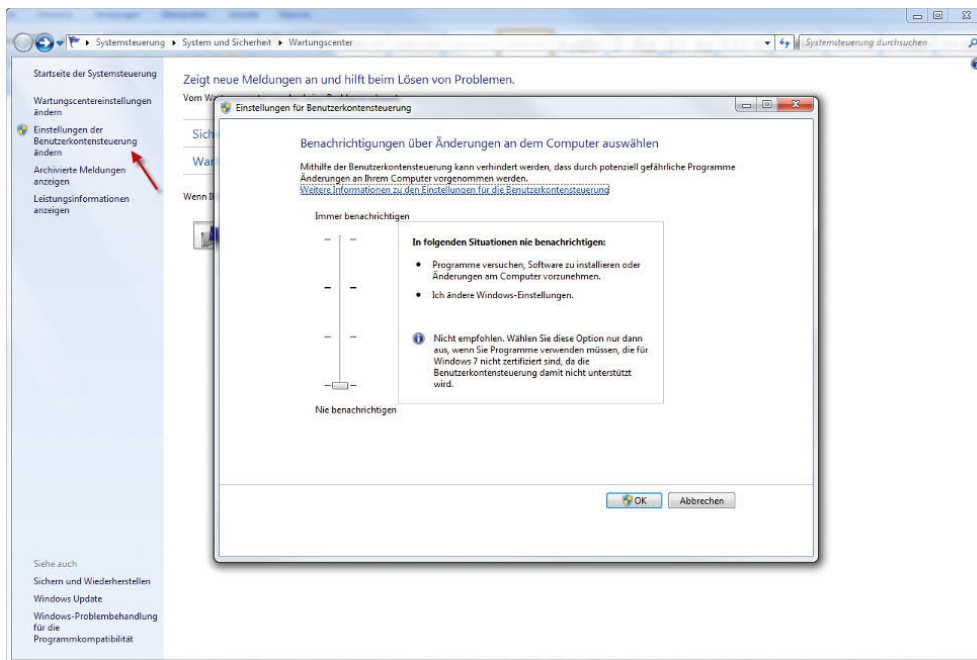 Systemsteuerung ▸ System und Sicherheit ▸ Wartungscenter
Systemsteuerung durchsuchen
Startseite der Systemsteuerung
Wartungscentereinstellungen
ändern
Einstellungen der
Benutzerkontensteuerung
ändern
Archivierte Meldungen
anzeigen
Leistungsinformationen
anzeigen
Siehe auch
Sichern und Wiederherstellen
Windows Update
Windows-Problembehandlung
für die
Programmkompatibilität
Zeigt neue Meldungen an und hilft beim Lösen von Problemen.
Vom
Wenn
Einstellungen für Benutzerkontensteuerung
Benachrichtigungen über Änderungen an dem Computer auswählen
Mithilfe der Benutzerkontensteuerung kann verhindert werden, dass durch potenziell gefährliche Programme
Änderungen an Ihrem Computer vorgenommen werden.
Weitere Informationen zu den Einstellungen für die Benutzerkontensteuerung
Immer benachrichtigen
In folgenden Situationen nie benachrichtigen:
• Programme versuchen, Software zu installieren oder
Änderungen am Computer vorzunehmen.
• Ich ändere Windows-Einstellungen.
Nicht empfohlen. Wählen Sie diese Option nur dann
aus, wenn Sie Programme verwenden müssen, die für
Windows 7 nicht zertifiziert sind, da die
Benutzerkontensteuerung damit nicht unterstützt
wird.
Nie benachrichtigen
OK
Abbrechen